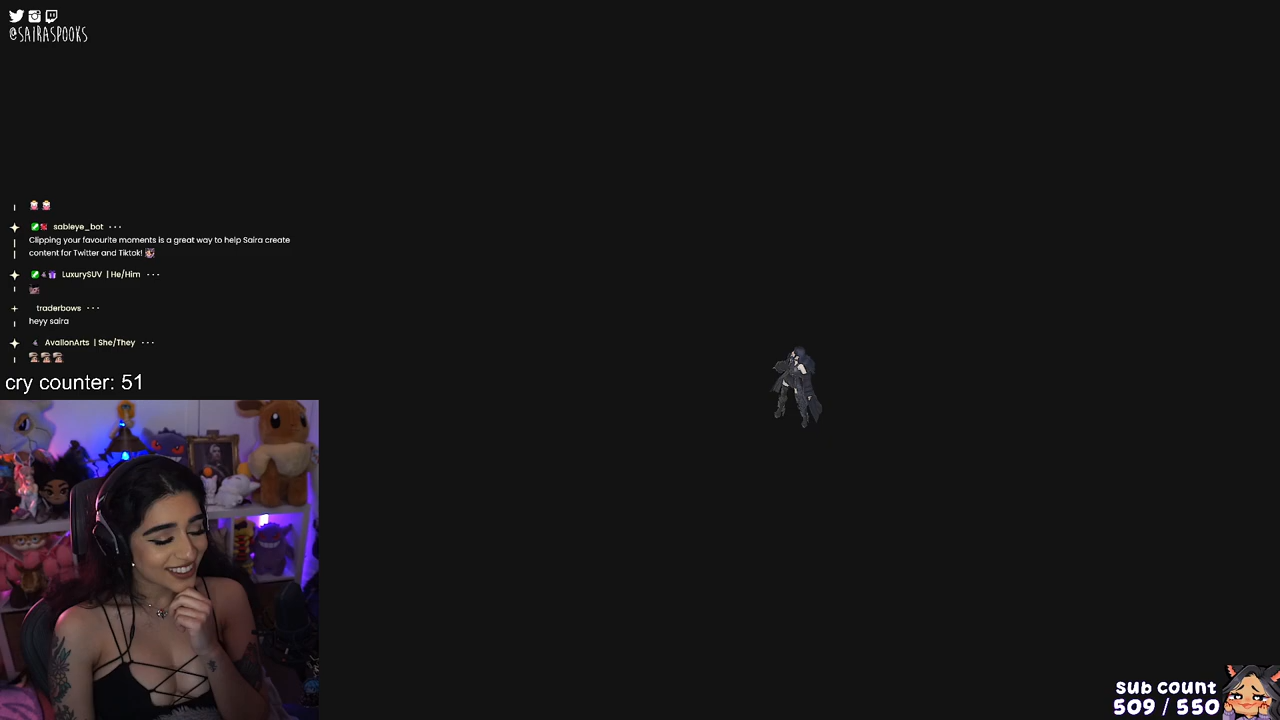 @SAIRASPOOKS
sableye_bot
Clipping your favourite moments is a great way to help Saira create
content for Twitter and Tiktok!
LuxurySUV | He/Him
traderbows
heyy saira
AvallonArts | She/They
cry counter: 51
sub count
509 / 550